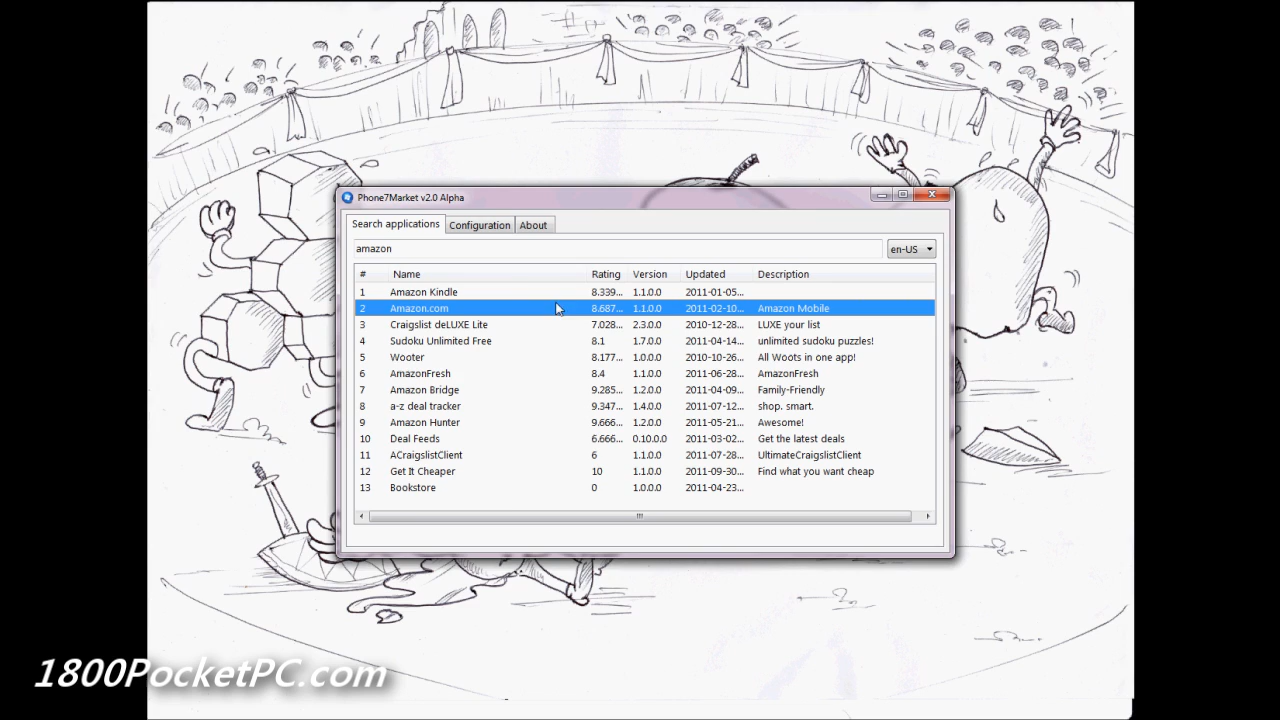 Phone7Market v2.0 Alpha
Search applications Configuration About
amazon en-US
# Name Rating Version Updated Description
1 Amazon Kindle 8.339... 1.1.0.0 2011-01-05...
2 Amazon.com 8.687... 1.1.0.0 2011-02-10... Amazon Mobile
3 Craigslist deLUXE Lite 7.028... 2.3.0.0 2010-12-28... LUXE your list
4 Sudoku Unlimited Free 8.1 1.7.0.0 2011-04-14... unlimited sudoku puzzles!
5 Wooter 8.177... 1.0.0.0 2010-10-26... All Woots in one app!
6 AmazonFresh 8.4 1.1.0.0 2011-06-28... AmazonFresh
7 Amazon Bridge 9.285... 1.2.0.0 2011-04-09... Family-Friendly
8 a-z deal tracker 9.347... 1.4.0.0 2011-07-12... shop. smart.
9 Amazon Hunter 9.666... 1.2.0.0 2011-05-21... Awesome!
10 Deal Feeds 6.666... 0.10.0.0 2011-03-02... Get the latest deals
11 ACraigslistClient 6 1.1.0.0 2011-07-28... UltimateCraigslistClient
12 Get It Cheaper 10 1.1.0.0 2011-09-30... Find what you want cheap
13 Bookstore 0 1.0.0.0 2011-04-23...
1800PocketPC.com